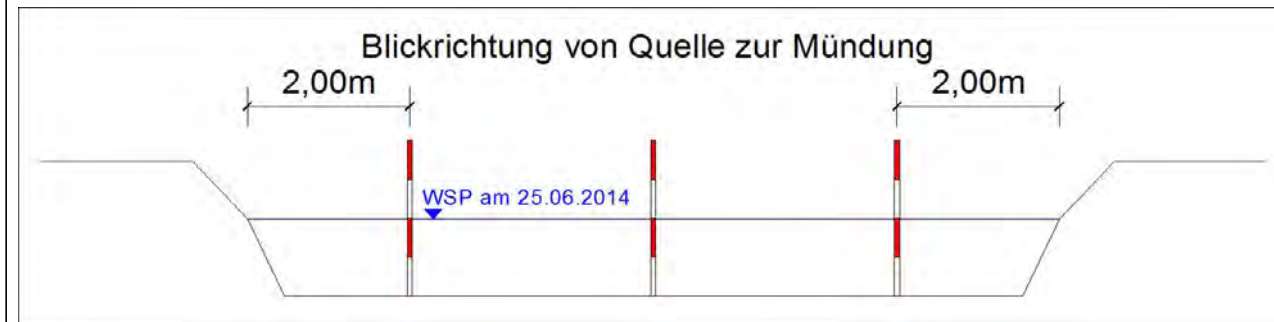 Blickrichtung von Quelle zur Mündung
2,00m 2,00m
WSP am 25.06.2014